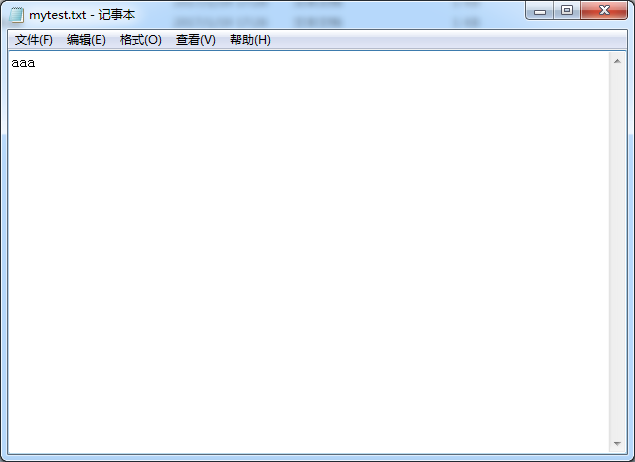 mytest.txt - 记事本
文件(F) 编辑(E) 格式(O) 查看(V) 帮助(H)
aaa